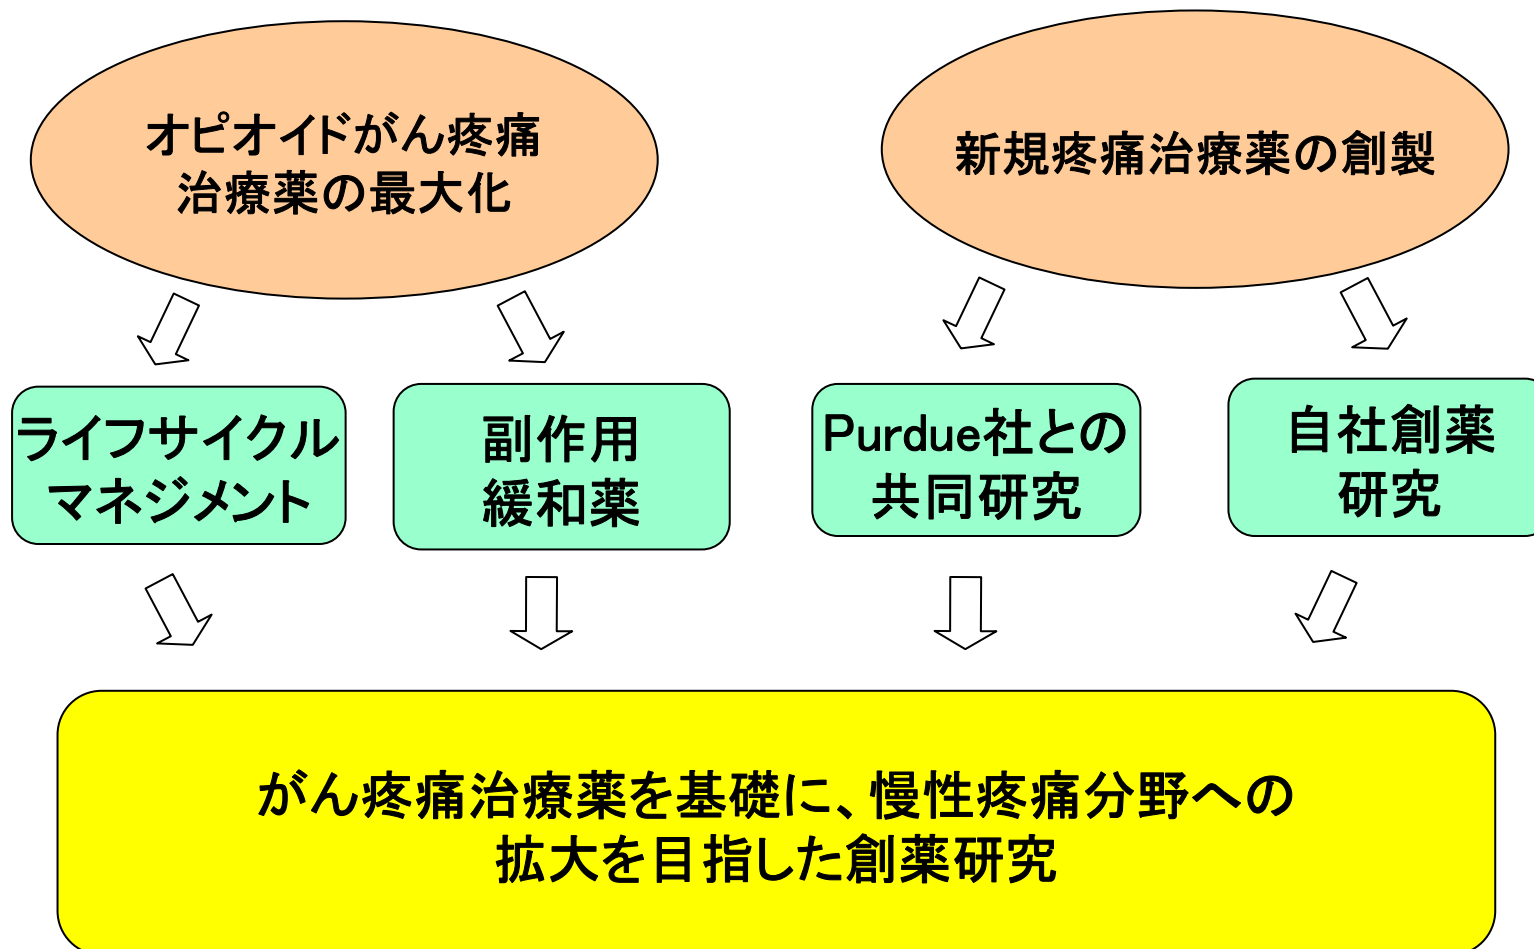 オピオイドがん疼痛
治療薬の最大化
新規疼痛治療薬の創製
ライフサイクル
マネジメント
副作用
緩和薬
Purdue社との
共同研究
自社創薬
研究
がん疼痛治療薬を基礎に、慢性疼痛分野への
拡大を目指した創薬研究